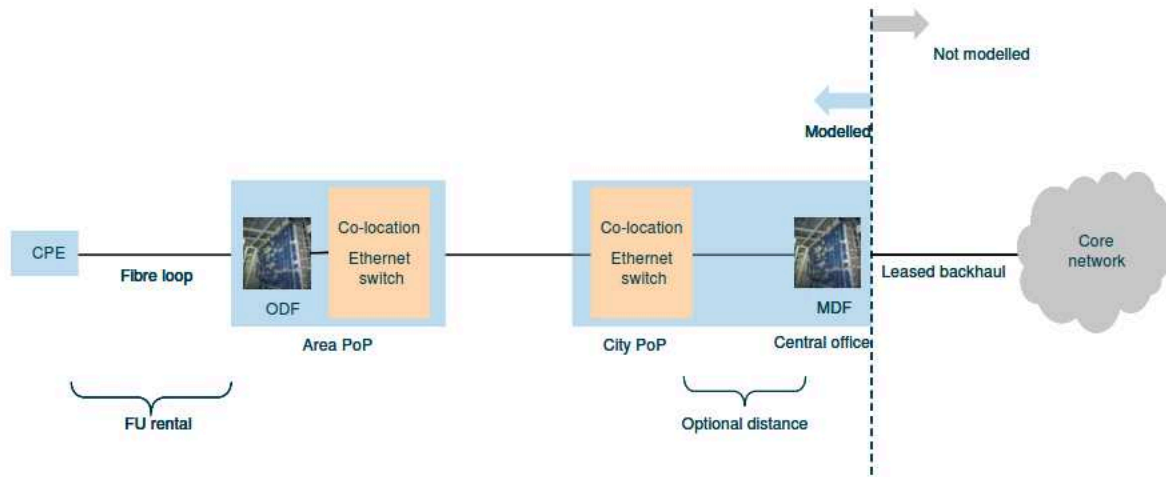 Not modelled
Modelled
CPE
Fibre loop
ODF
Co-location
Ethernet
switch
Area PoP
Co-location
Ethernet
switch
City PoP
MDF
Central office
Leased backhaul
Core
network
FU rental
Optional distance